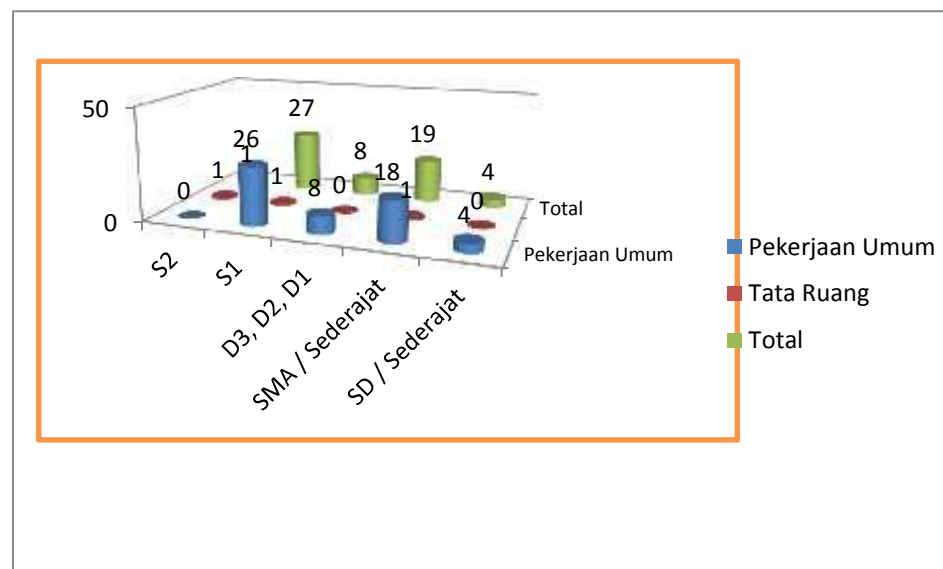 50
0
27
26
1
8
19
18
4
0
1
1
8
0
1
0
4
Total
Pekerjaan Umum
S2
S1
D3, D2, D1
SMA / Sederajat
SD / Sederajat
Pekerjaan Umum
Tata Ruang
Total